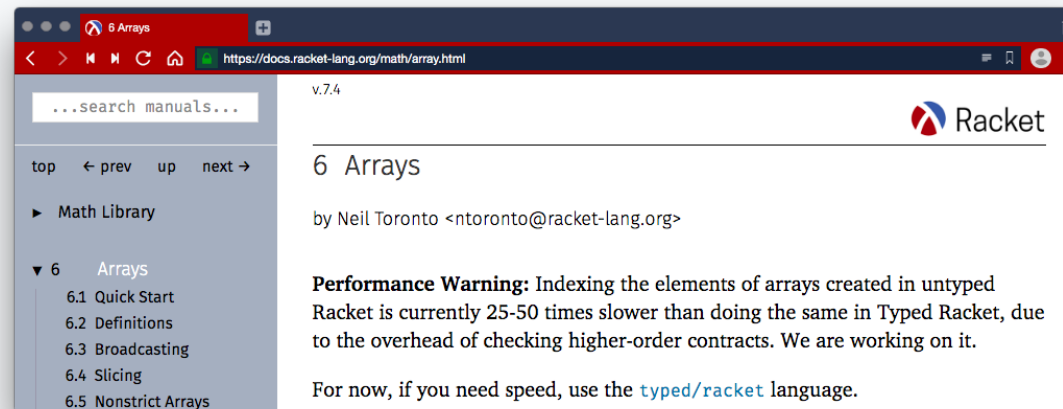 6 Arrays
https://docs.racket-lang.org/math/array.html
...search manuals...
top ← prev up next →
► Math Library
▼ 6 Arrays
6.1 Quick Start
6.2 Definitions
6.3 Broadcasting
6.4 Slicing
6.5 Nonstrict Arrays
v.7.4
Racket
6 Arrays
by Neil Toronto <ntoronto@racket-lang.org>
Performance Warning: Indexing the elements of arrays created in untyped
Racket is currently 25-50 times slower than doing the same in Typed Racket, due
to the overhead of checking higher-order contracts. We are working on it.
For now, if you need speed, use the typed/racket language.